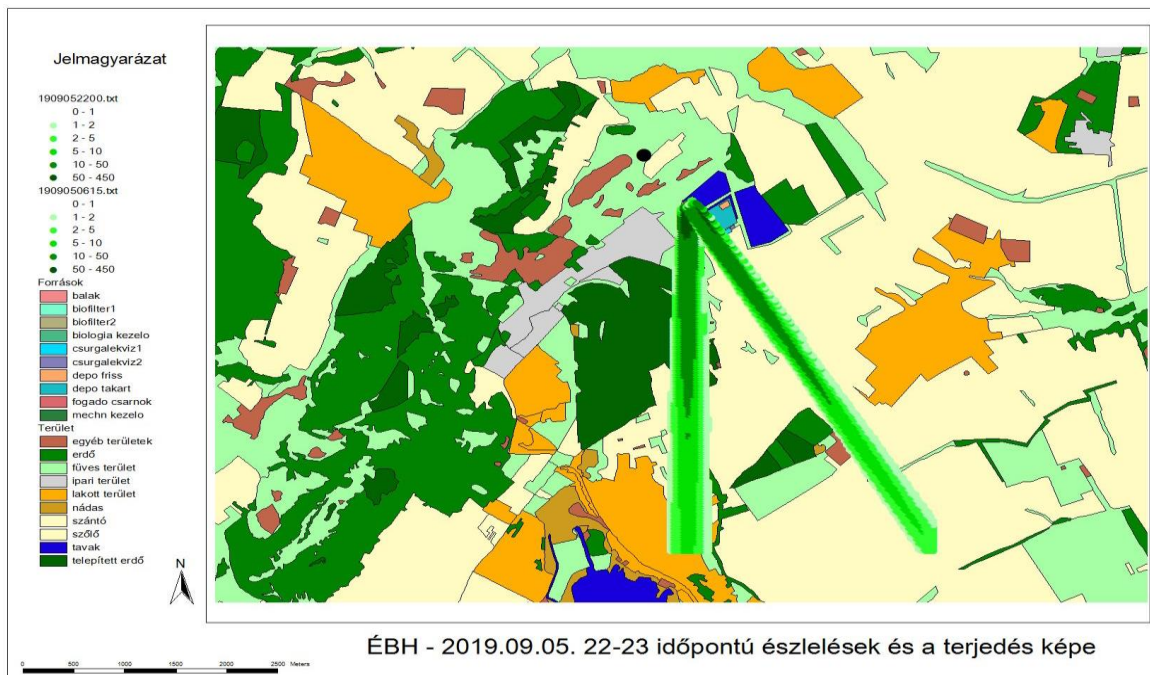 Jelmagyarázat
1909052200.txt
0 - 1
1 - 2
2 - 5
5 - 10
10 - 50
50 - 450
1909050615.txt
0 - 1
1 - 2
2 - 5
5 - 10
10 - 50
50 - 450
Források
balak
biofilter1
biofilter2
biologia kezelo
csurgalekviz1
csurgalekviz2
depo friss
depo takart
fogado csarnok
mechn kezelo
Terület
egyéb területek
erdő
füves terület
ipari terület
lakott terület
nádas
szántó
szőlő
tavak
telepített erdő
N
0 500 1000 1500 2000 2500 Meters
ÉBH - 2019.09.05. 22-23 időpontú észlelések és a terjedés képe